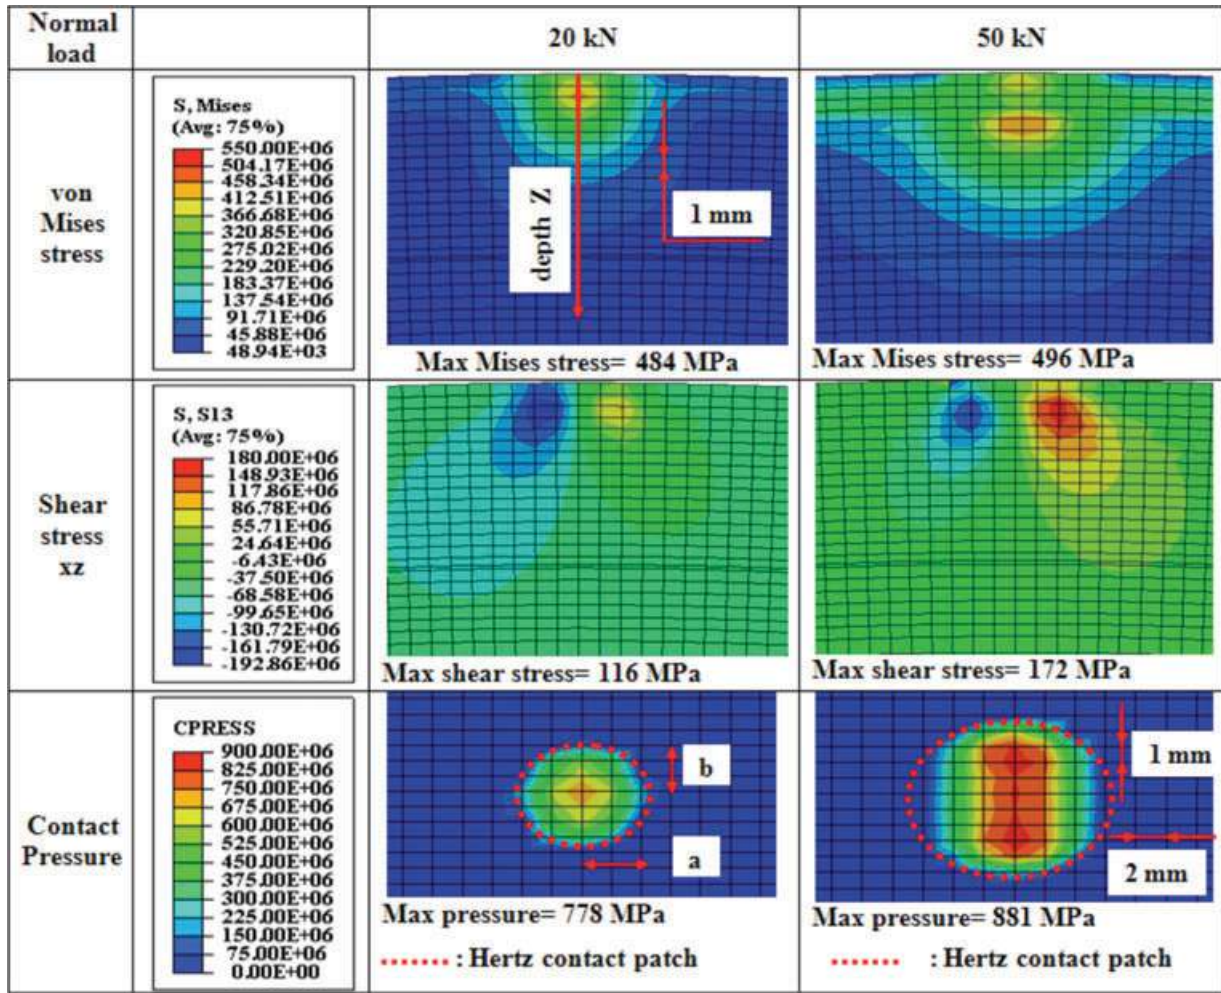 Normal
load
20 kN
50 kN
von
Mises
stress
S, Mises
(Avg: 75%)
550.00E+06
504.17E+06
458.34E+06
412.51E+06
366.68E+06
320.85E+06
275.02E+06
229.20E+06
183.37E+06
137.54E+06
91.71E+06
45.88E+06
48.94E+03
depth Z
1 mm
Max Mises stress= 484 MPa
Max Mises stress= 496 MPa
Shear
stress
xz
S, S13
(Avg: 75%)
180.00E+06
148.93E+06
117.86E+06
86.78E+06
55.71E+06
24.64E+06
-6.43E+06
-37.50E+06
-68.58E+06
-99.65E+06
-130.72E+06
-161.79E+06
-192.86E+06
Max shear stress= 116 MPa
Max shear stress= 172 MPa
Contact
Pressure
CPRESS
900.00E+06
825.00E+06
750.00E+06
675.00E+06
600.00E+06
525.00E+06
450.00E+06
375.00E+06
300.00E+06
225.00E+06
150.00E+06
75.00E+06
0.00E+00
b
a
Max pressure= 778 MPa
: Hertz contact patch
1 mm
2 mm
Max pressure= 881 MPa
: Hertz contact patch